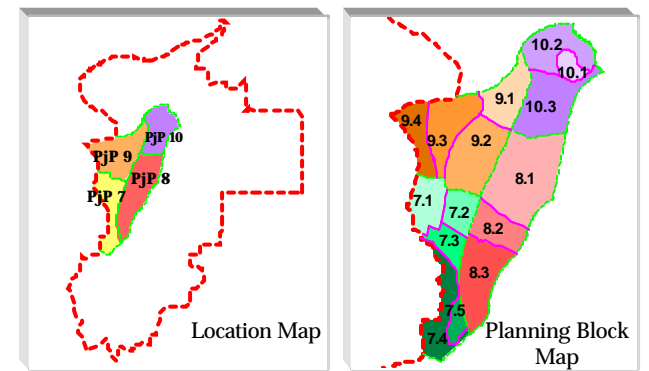 PjP 10
PjP 9
PjP 8
PjP 7
Location Map
10.2
10.1
9.1
10.3
9.4
9.3
9.2
8.1
7.1
7.2
8.2
7.3
8.3
7.5
7.4
Planning Block
Map